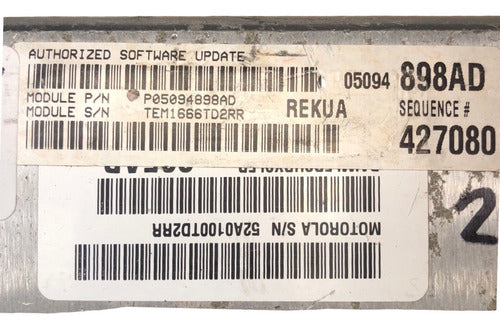 AUTHORIZED SOFTWARE UPDATE
05094 898AD
MODULE P/N P05094898AD
MODULE S/N TEM1666TD2RR
REKUA
SEQUENCE #
427080
MOTOROLA S/N 52A0100TD2RR
2